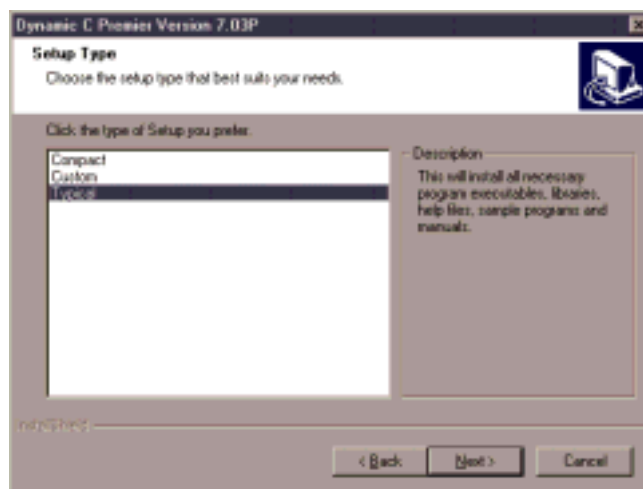 Dynamic C Premier Version 7.03P
Setup Type
Choose the setup type that best suits your needs.
Click the type of Setup you prefer.
Compact
Custom
Typical
Description
This will install all necessary
program executables, libraries,
help files, sample programs and
manuals.
InstallShield
< Back
Next >
Cancel